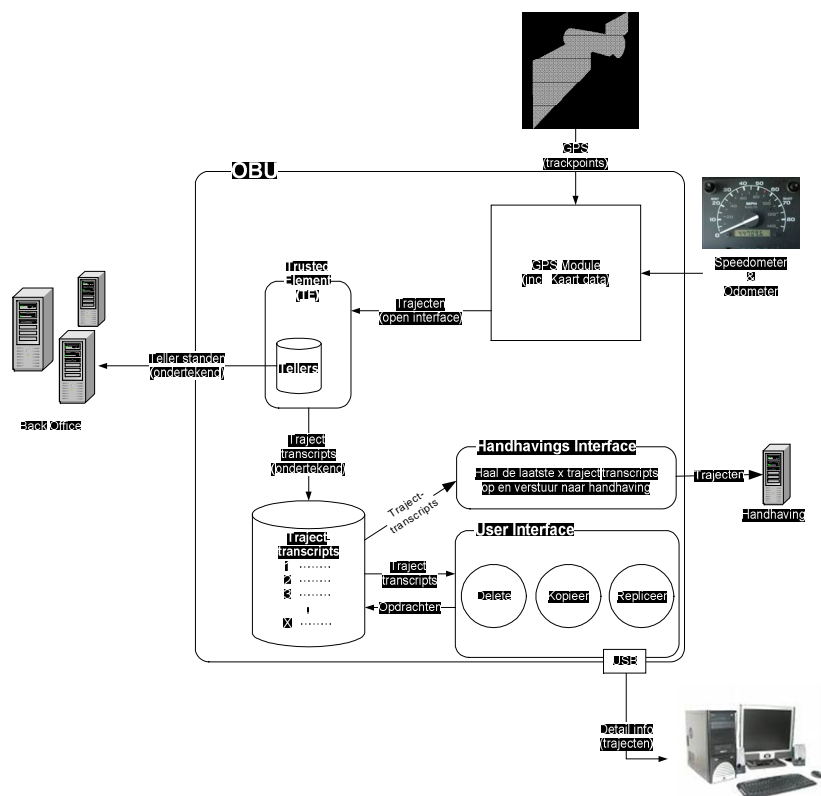 GPS
(trackpoints)
OBU
Speedometer
&
Odometer
GPS Module
(incl. Kaart data)
Trusted
Element
(TE)
Trajecten
(open interface)
Tellers
Teller standen
(ondertekend)
Back Office
Traject
transcripts
(ondertekend)
Handhavings Interface
Haal de laatste x traject transcripts
op en verstuur naar handhaving
Trajecten
Handhaving
Traject-
transcripts
Traject-
transcripts
1 ........
2 ........
3 ........
X ........
Traject
transcripts
Opdrachten
User Interface
Delete
Kopieer
Repliceer
USB
Detail info
(trajecten)